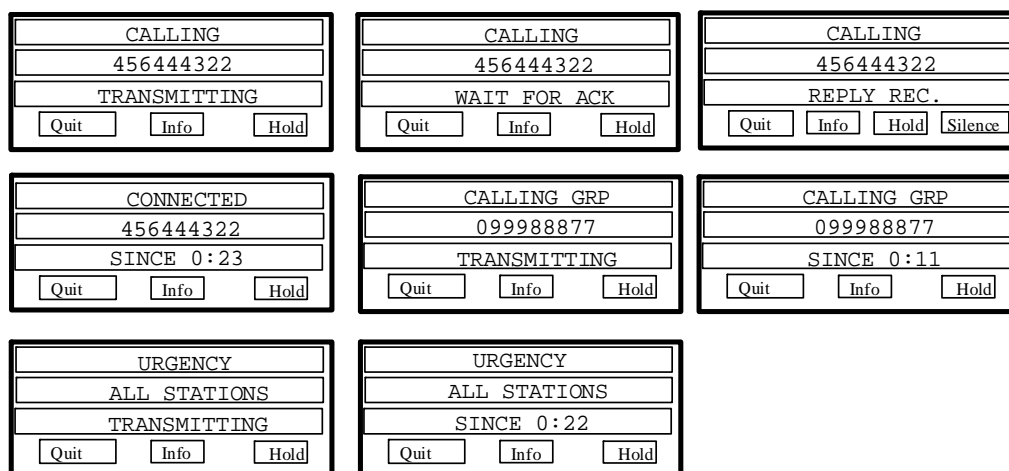 CALLING
456444322
TRANSMITTING
Quit Info Hold
CALLING
456444322
WAIT FOR ACK
Quit Info Hold
CALLING
456444322
REPLY REC.
Quit Info Hold Silence
CONNECTED
456444322
SINCE 0:23
Quit Info Hold
CALLING GRP
099988877
TRANSMITTING
Quit Info Hold
CALLING GRP
099988877
SINCE 0:11
Quit Info Hold
URGENCY
ALL STATIONS
TRANSMITTING
Quit Info Hold
URGENCY
ALL STATIONS
SINCE 0:22
Quit Info Hold